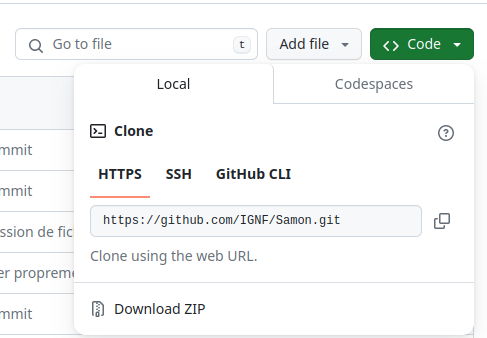 Go to file
t
Add file
Code
Local
Codespaces
Clone
HTTPS
SSH
GitHub CLI
mmit
https://github.com/IGNF/Samon.git
mmit
ssion de fic
Clone using the web URL.
er propreme
Download ZIP
mmit